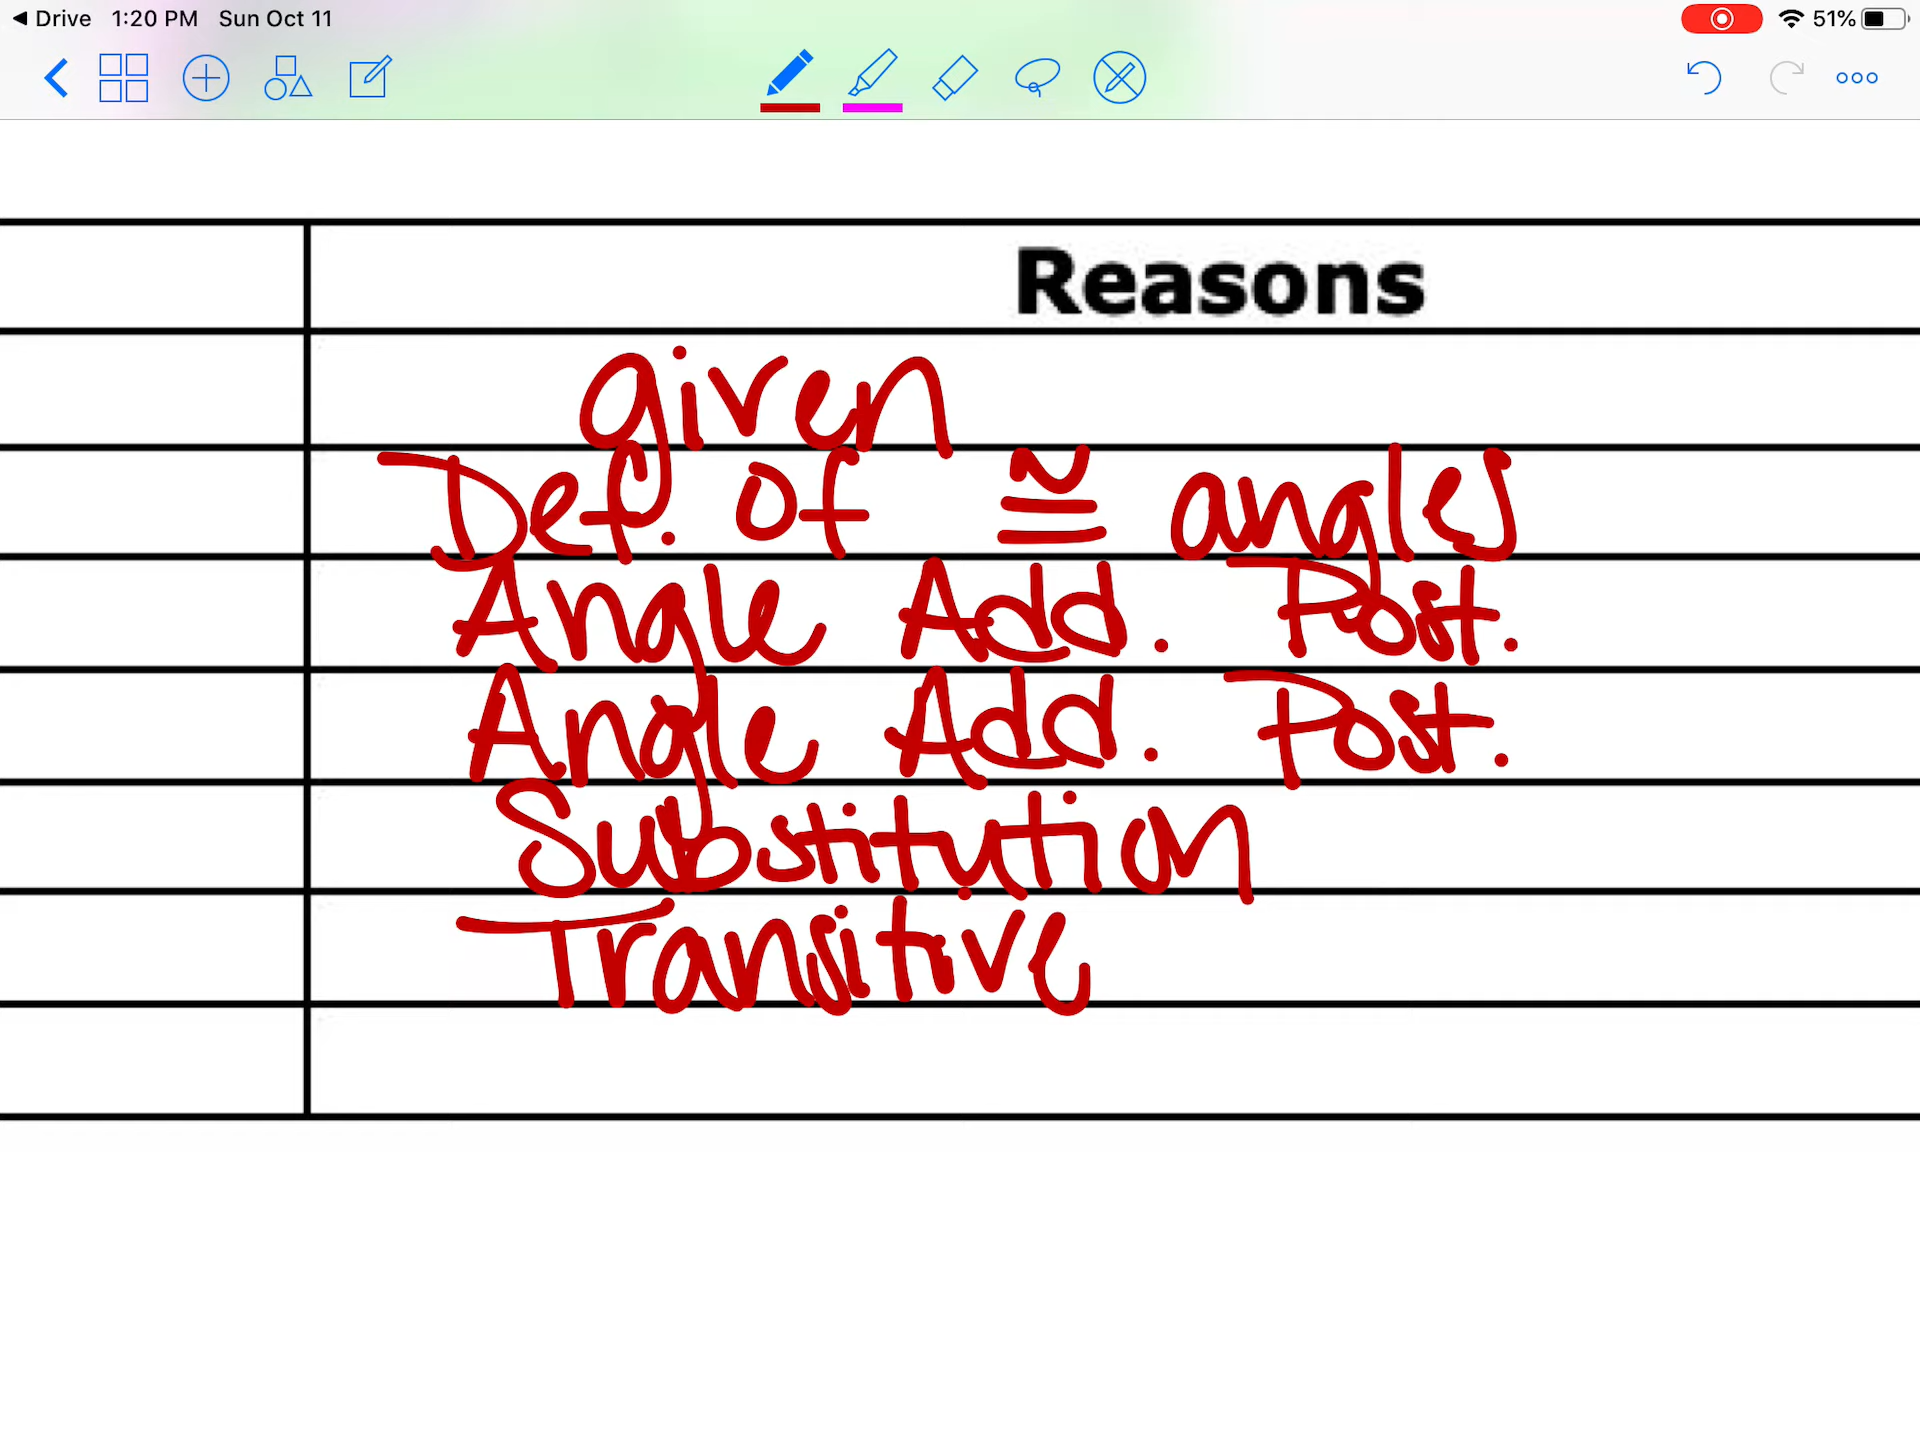 Drive 1:20 PM Sun Oct 11 51%
Reasons
given
Def. of ≅ angles
Angle Add. Post.
Angle Add. Post.
Substitution
Transitive